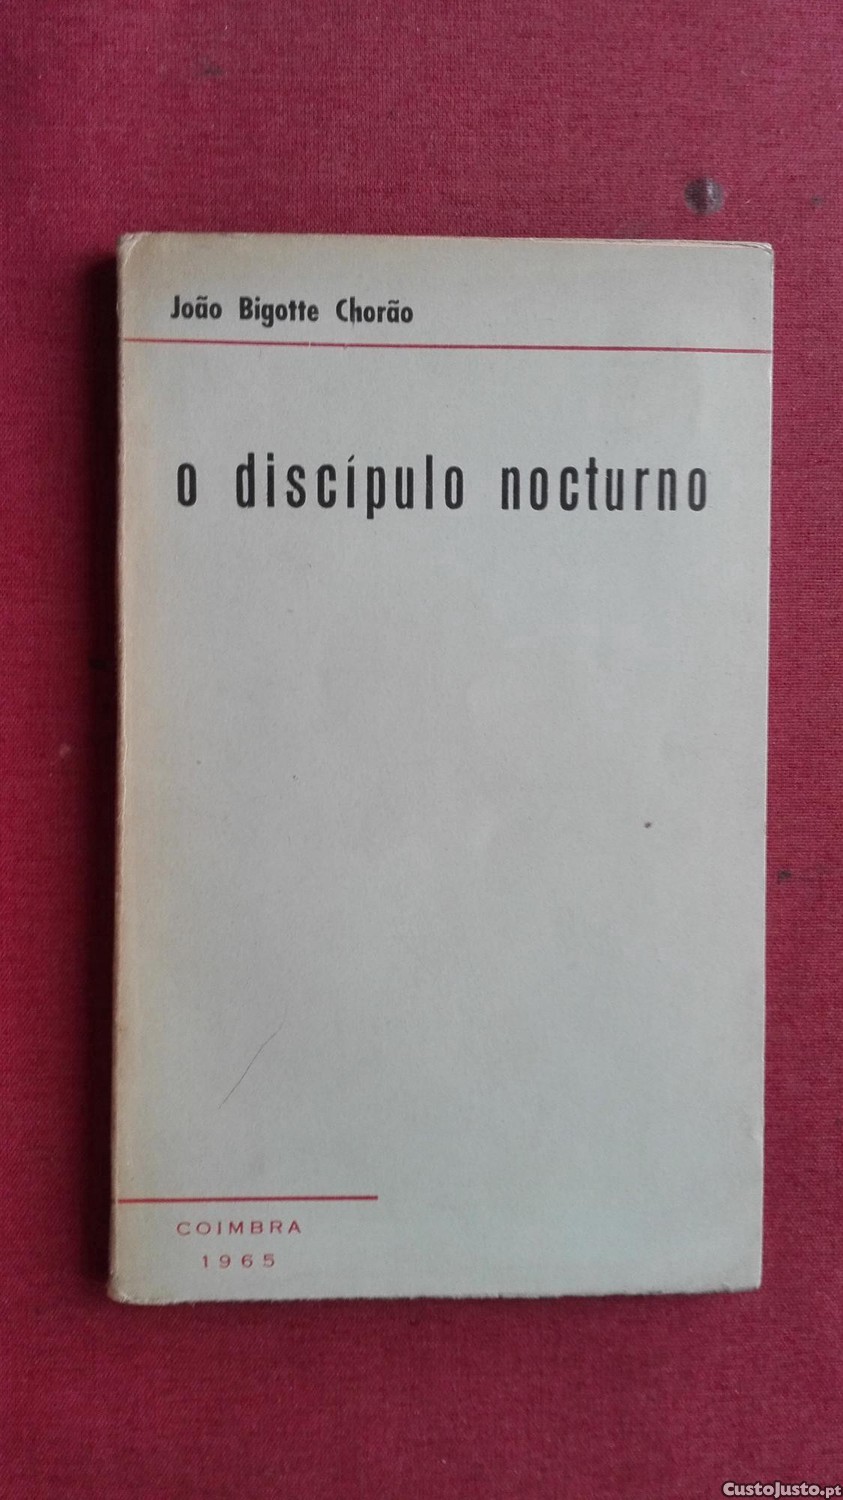 João Bigotte Chorão
o discípulo nocturno
COIMBRA
1965
CustoJusto.pt